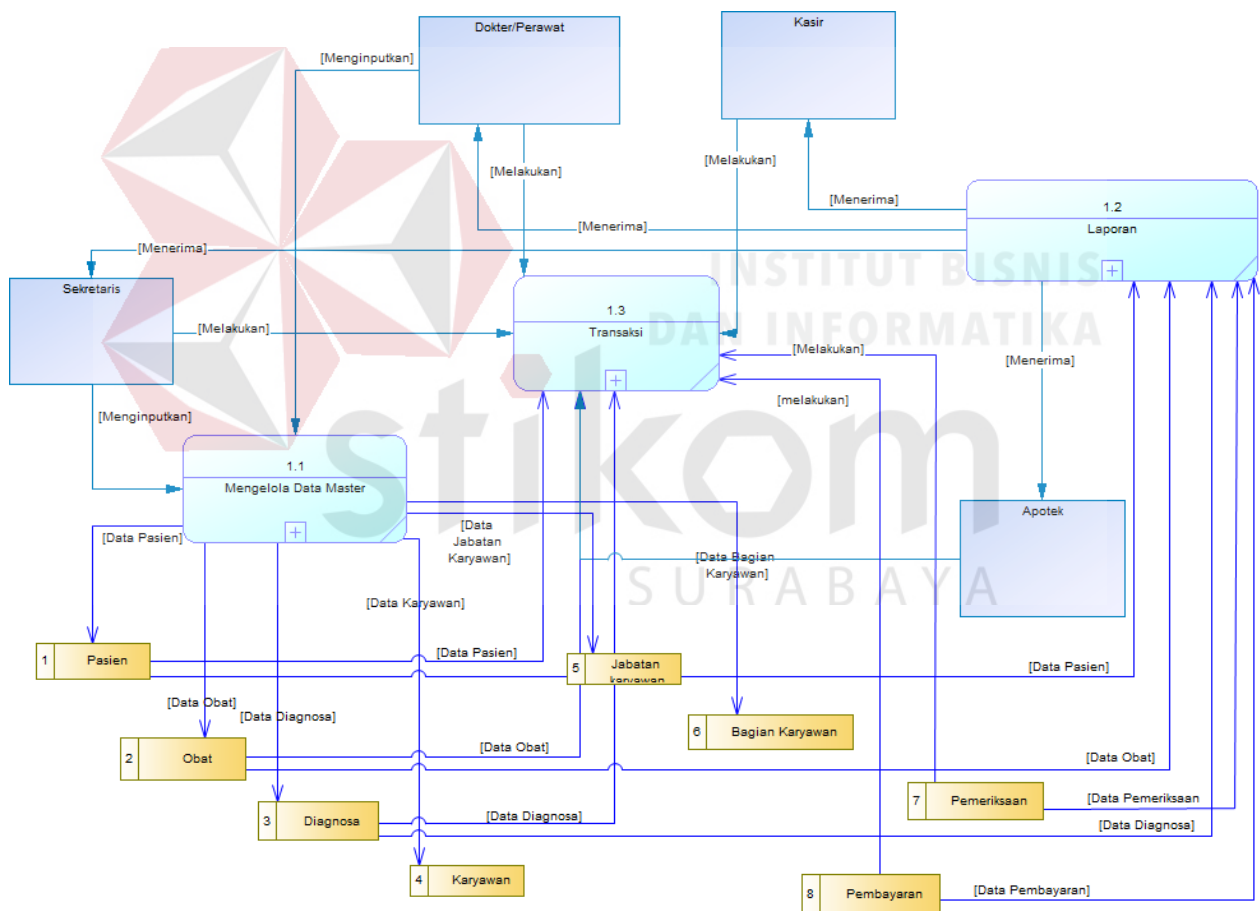 Dokter/Perawat
Kasir
[Menginputkan]
[Melakukan]
[Melakukan]
[Menerima]
[Menerima]
[Menerima]
1.2
Laporan
INSTITUT BISNIS
DAN INFORMATIKA
Sekretaris
[Melakukan]
1.3
Transaksi
[Melakukan]
[Menerima]
[melakukan]
[Menginputkan]
stikom
SURABAYA
1.1
Mengelola Data Master
Apotek
[Data Pasien]
[Data
Jabatan
Karyawan]
[Data Bagian
Karyawan]
[Data Karyawan]
1
Pasien
[Data Pasien]
5
Jabatan
karyawan
[Data Pasien]
[Data Obat]
[Data Diagnosa]
6
Bagian Karyawan
2
Obat
[Data Obat]
[Data Obat]
7
Pemeriksaan
[Data Pemeriksaan
3
Diagnosa
[Data Diagnosa]
[Data Diagnosa]
4
Karyawan
8
Pembayaran
[Data Pembayaran]